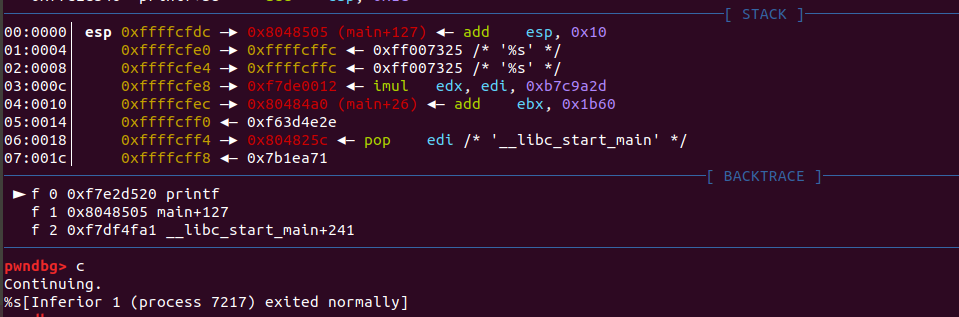 [ STACK ]
00:0000│ esp 0xffffcfdc —▸ 0x8048505 (main+127) ◂— add    esp, 0x10
01:0004│     0xffffcfe0 —▸ 0xffffcffc ◂— 0xff007325 /* '%s' */
02:0008│     0xffffcfe4 —▸ 0xffffcffc ◂— 0xff007325 /* '%s' */
03:000c│     0xffffcfe8 —▸ 0xf7de0012 ◂— imul   edx, edi, 0xb7c9a2d
04:0010│     0xffffcfec —▸ 0x80484a0 (main+26) ◂— add    ebx, 0x1b60
05:0014│     0xffffcff0 ◂— 0xf63d4e2e
06:0018│     0xffffcff4 —▸ 0x804825c ◂— pop    edi /* '__libc_start_main' */
07:001c│     0xffffcff8 ◂— 0x7b1ea71
[ BACKTRACE ]
► f 0 0xf7e2d520 printf
f 1 0x8048505 main+127
f 2 0xf7df4fa1 __libc_start_main+241
pwndbg> c
Continuing.
%s[Inferior 1 (process 7217) exited normally]